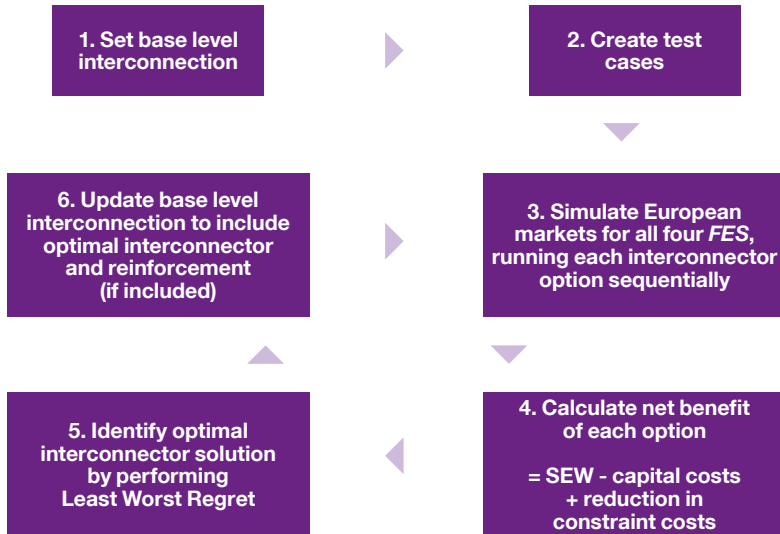 1. Set base level
interconnection
2. Create test
cases
3. Simulate European
markets for all four FES,
running each interconnector
option sequentially
4. Calculate net benefit
of each option
= SEW - capital costs
+ reduction in
constraint costs
5. Identify optimal
interconnector solution
by performing
Least Worst Regret
6. Update base level
interconnection to include
optimal interconnector
and reinforcement
(if included)